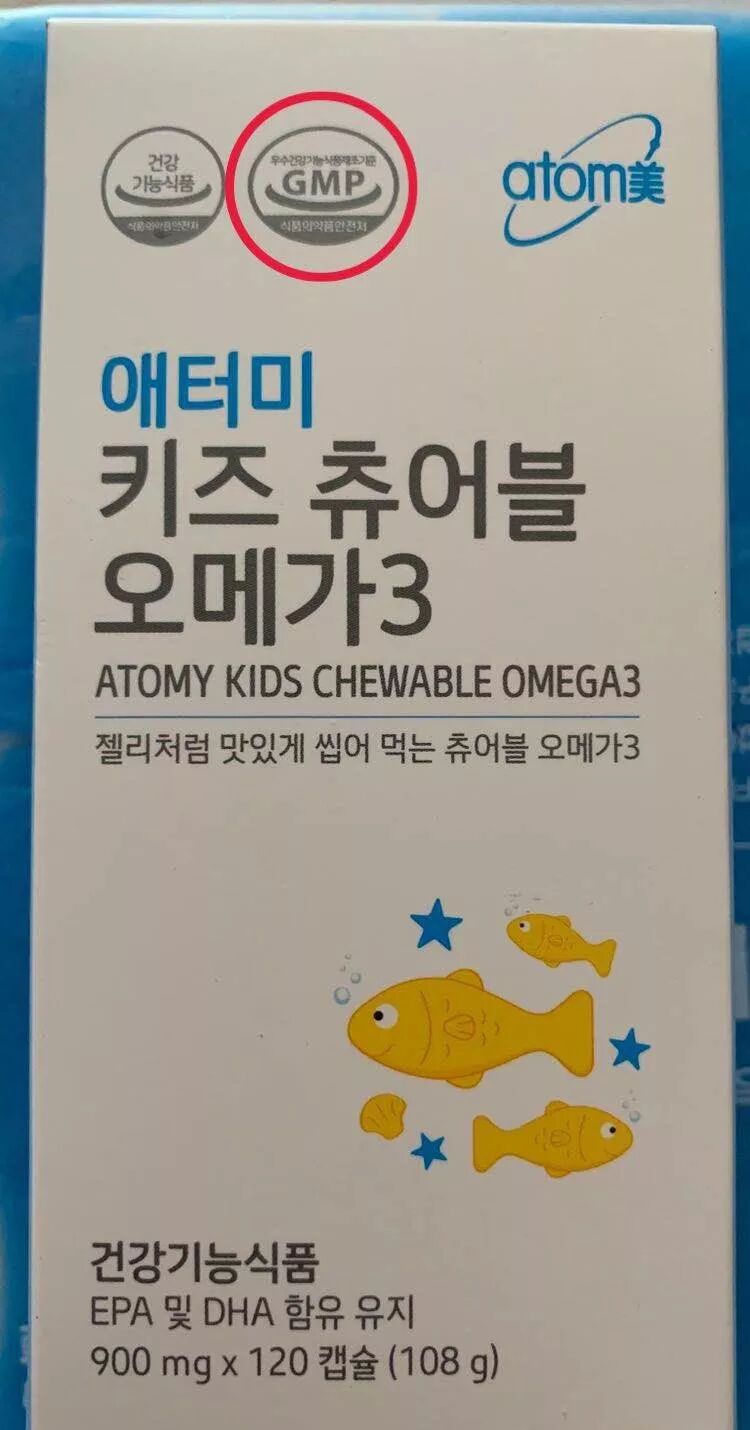 건강
기능식품
식품의약품안전처
우수건강기능식품제조기준
GMP
식품의약품안전처
atom美
애터미
키즈 츄어블
오메가3
ATOMY KIDS CHEWABLE OMEGA3
젤리처럼 맛있게 씹어 먹는 츄어블 오메가3
건강기능식품
EPA 및 DHA 함유 유지
900 mg x 120 캡슐 (108 g)